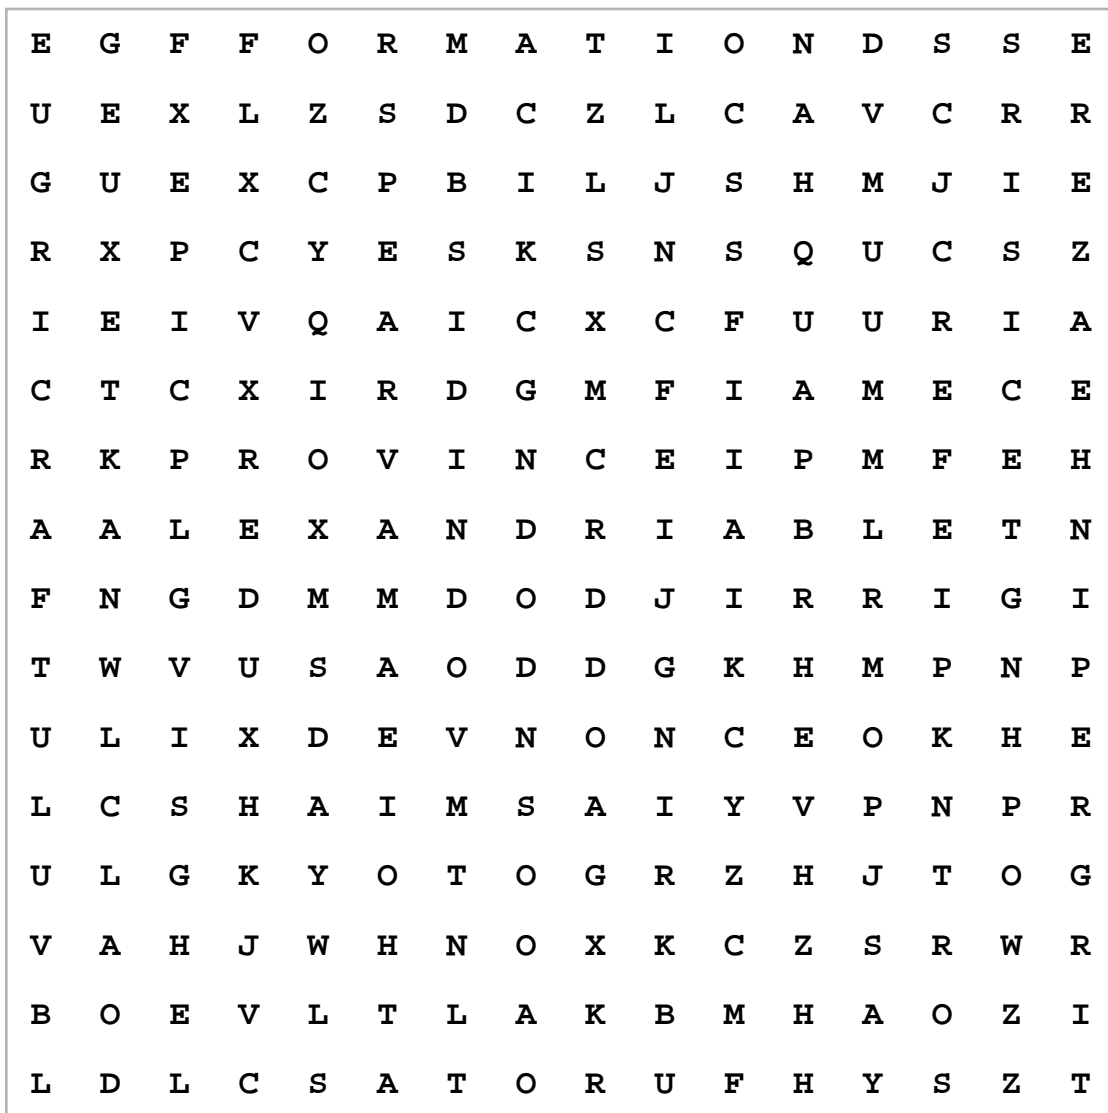 E G F F O R M A T I O N D S S E
U E X L Z S D C Z L C A V C R R
G U E X C P B I L J S H M J I E
R X P C Y E S K S N S Q U C S Z
I E I V Q A I C X C F U U R I A
C T C X I R D G M F I A M E C E
R K P R O V I N C E I P M F E H
A A L E X A N D R I A B L E T N
F N G D M M D O D J I R R I G I
T W V U S A O D D G K H M P N P
U L I X D E V N O N C E O K H E
L C S H A I M S A I Y V P N P R
U L G K Y O T O G R Z H J T O G
V A H J W H N O X K C Z S R W R
B O E V L T L A K B M H A O Z I
L D L C S A T O R U F H Y S Z T